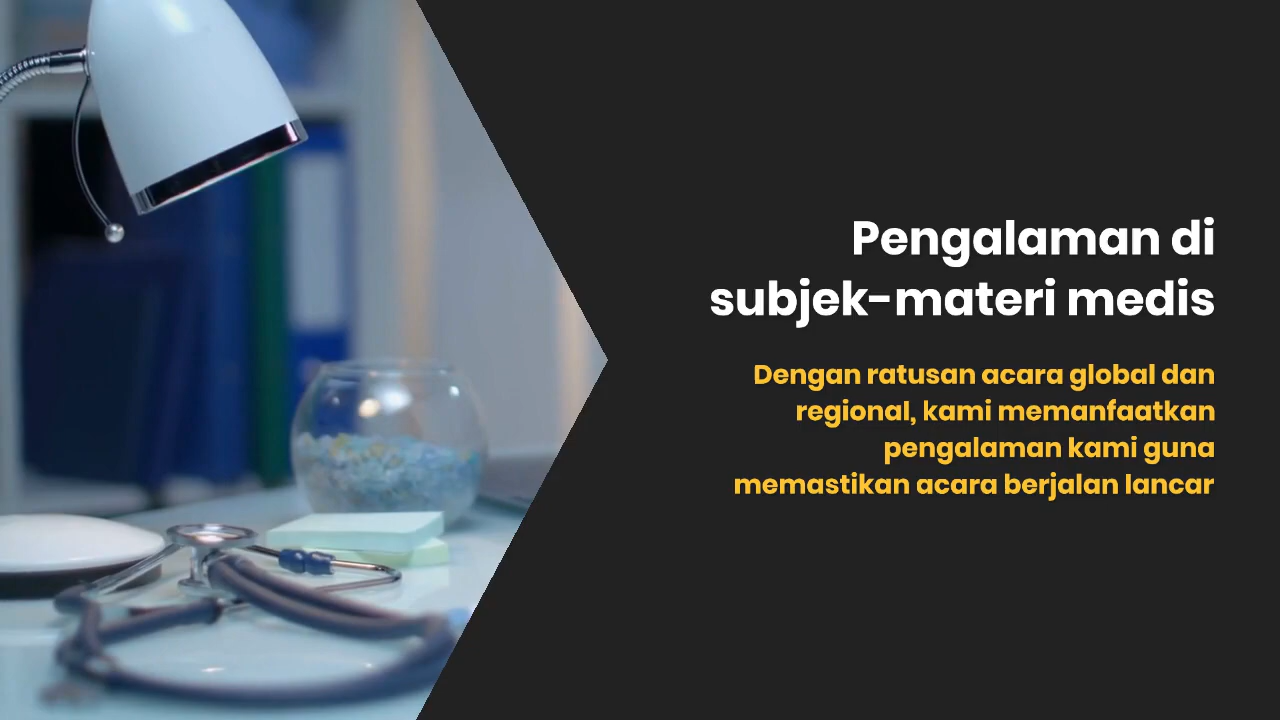 Pengalaman di
subjek-materi medis
Dengan ratusan acara global dan
regional, kami memanfaatkan
pengalaman kami guna
memastikan acara berjalan lancar